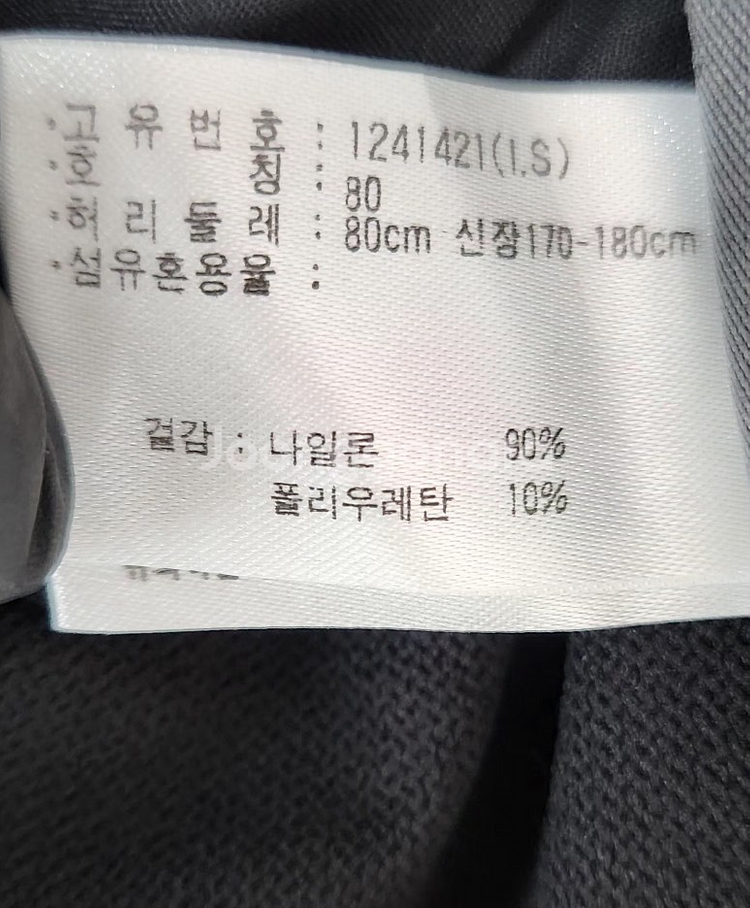 ·고 유 번 호 : 1241421(I.S)
·호 칭 : 80
·허 리 둘 레 : 80cm 신장170-180cm
·섬유혼용율 :
겉감 : 나일론 90%
폴리우레탄 10%